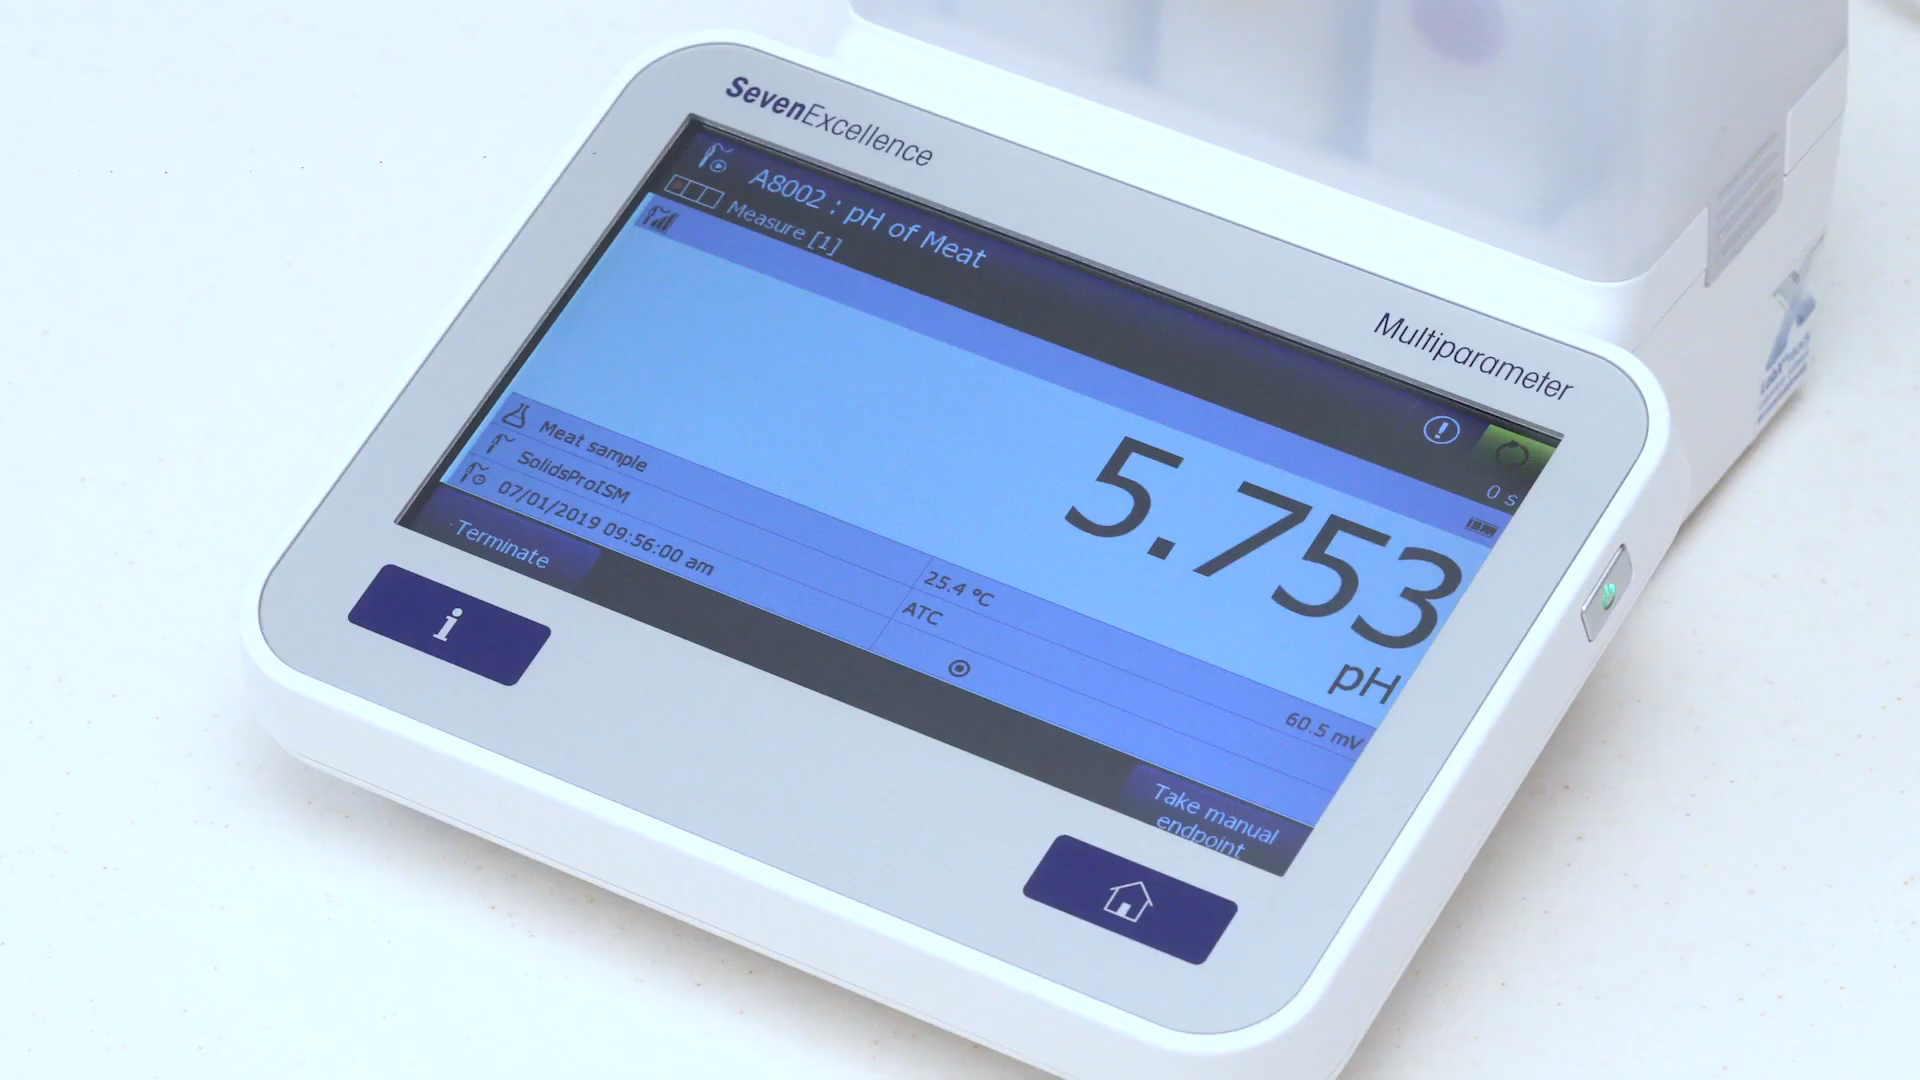 SevenExcellence
A8002 : pH of Meat
Measure [1]
Multiparameter
0 s
5.753
pH
Meat sample
SolidsProISM
07/01/2019 09:56:00 am
25.4 °C
ATC
60.5 mV
Terminate
Take manual
endpoint
i